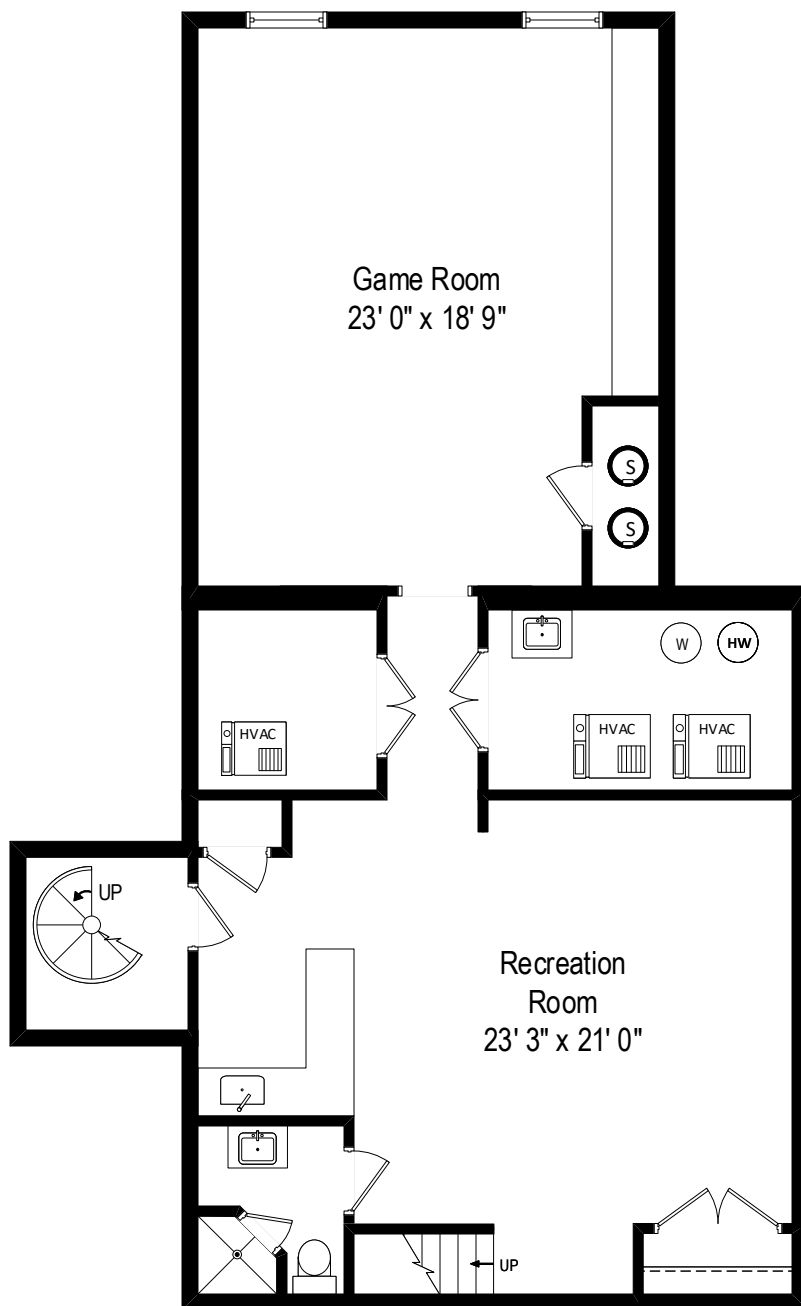 Game Room
23' 0" x 18' 9"
S
S
W
HW
HVAC
HVAC
HVAC
UP
Recreation
Room
23' 3" x 21' 0"
UP